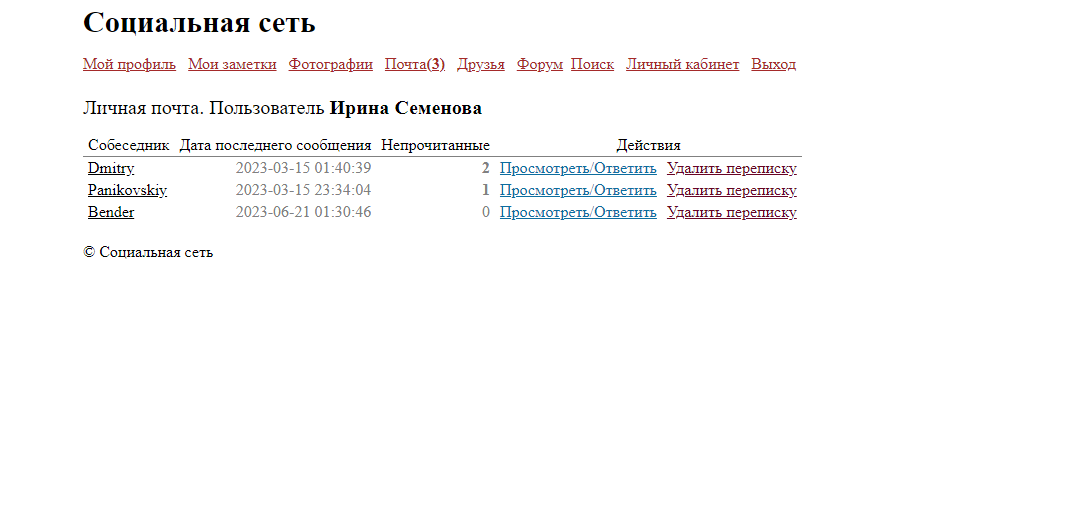 Социальная сеть
Мой профиль Мои заметки Фотографии Почта(3) Друзья Форум Поиск Личный кабинет Выход
Личная почта. Пользователь Ирина Семенова
Собеседник Дата последнего сообщения Непрочитанные Действия
Dmitry 2023-03-15 01:40:39 2 Просмотреть/Ответить Удалить переписку
Panikovskiy 2023-03-15 23:34:04 1 Просмотреть/Ответить Удалить переписку
Bender 2023-06-21 01:30:46 0 Просмотреть/Ответить Удалить переписку
© Социальная сеть